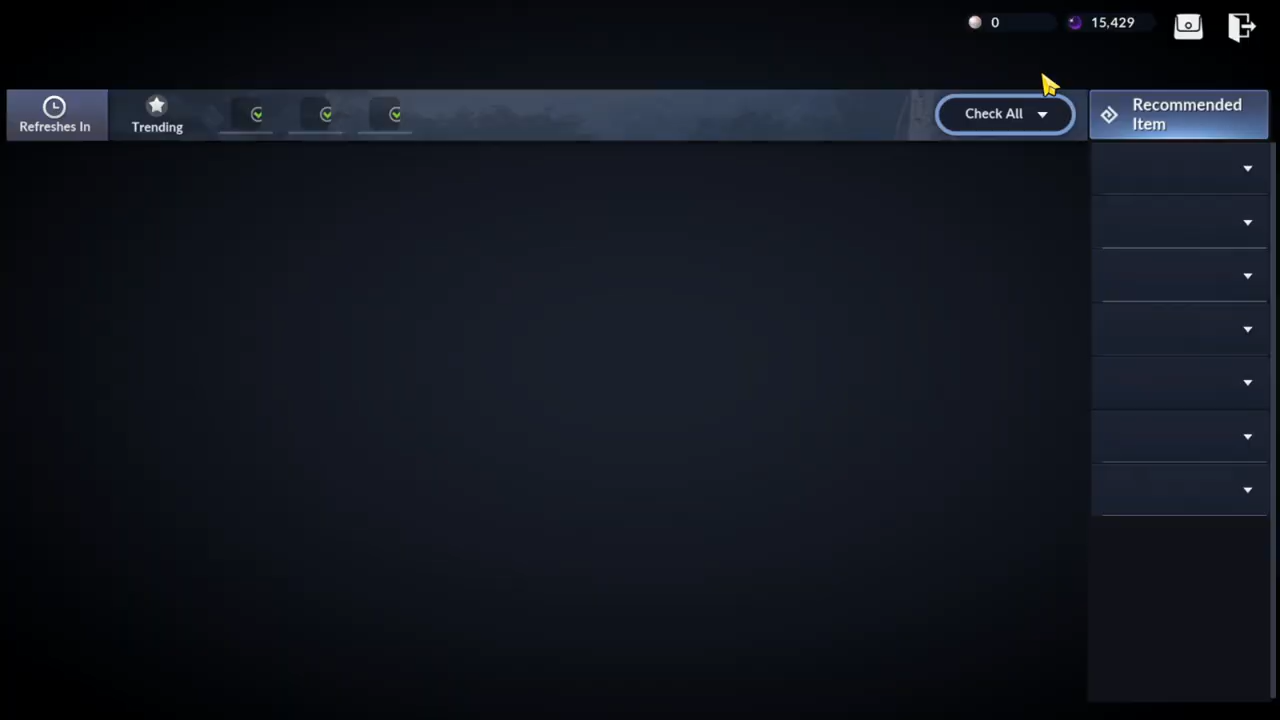 0
15,429
Refreshes In
Trending
Check All
Recommended
Item